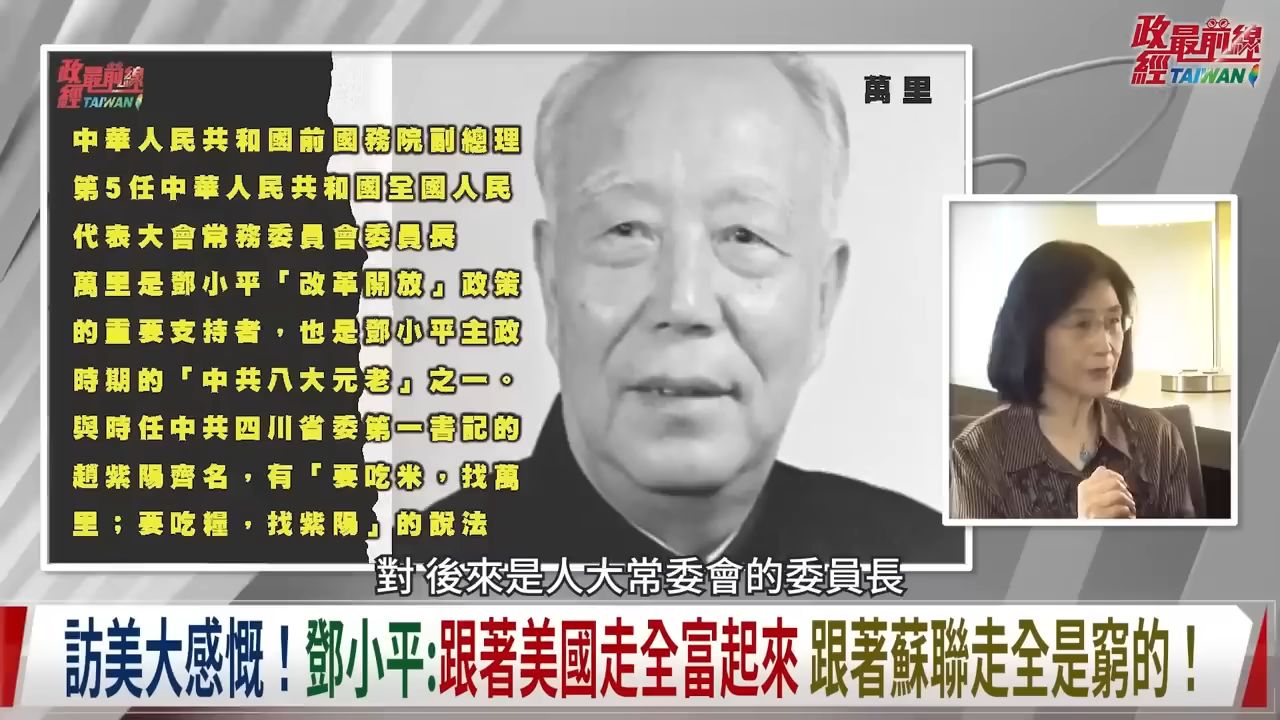 政經最前線
TAIWAN
政經最前線
TAIWAN
萬里
中華人民共和國前國務院副總理
第5任中華人民共和國全國人民
代表大會常務委員會委員長
萬里是鄧小平「改革開放」政策
的重要支持者，也是鄧小平主政
時期的「中共八大元老」之一。
與時任中共四川省委第一書記的
趙紫陽齊名，有「要吃米，找萬
里；要吃糧，找紫陽」的說法
對 後來是人大常委會的委員長
訪美大感慨！鄧小平:跟著美國走全富起來 跟著蘇聯走全是窮的！